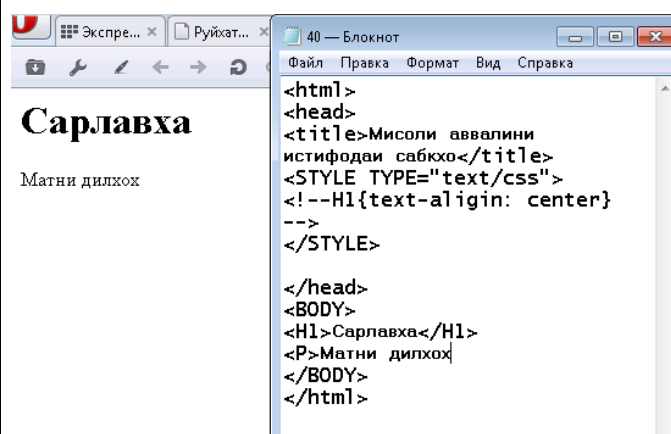 Экспре...
Руйхат...
Сарлавха
Матни дилхох
40 — Блокнот
Файл Правка Формат Вид Справка
<html>
<head>
<title>Мисоли аввалини
истифодаи сабкхо</title>
<STYLE TYPE="text/css">
<!--H1{text-aligin: center}
-->
</STYLE>
</head>
<BODY>
<H1>Сарлавха</H1>
<P>Матни дилхох
</BODY>
</html>